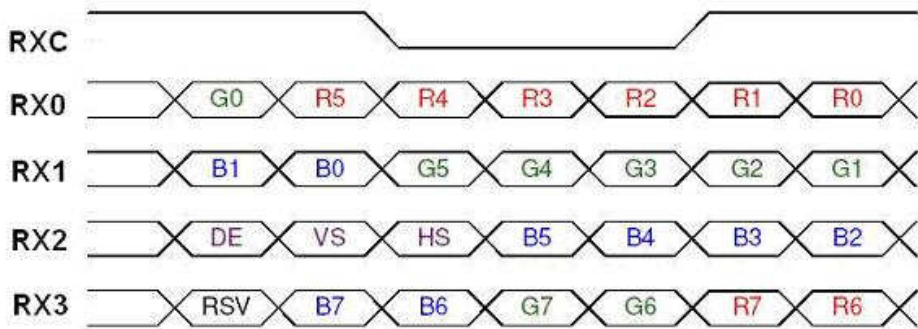 RXC
RX0 G0 R5 R4 R3 R2 R1 R0
RX1 B1 B0 G5 G4 G3 G2 G1
RX2 DE VS HS B5 B4 B3 B2
RX3 RSV B7 B6 G7 G6 R7 R6